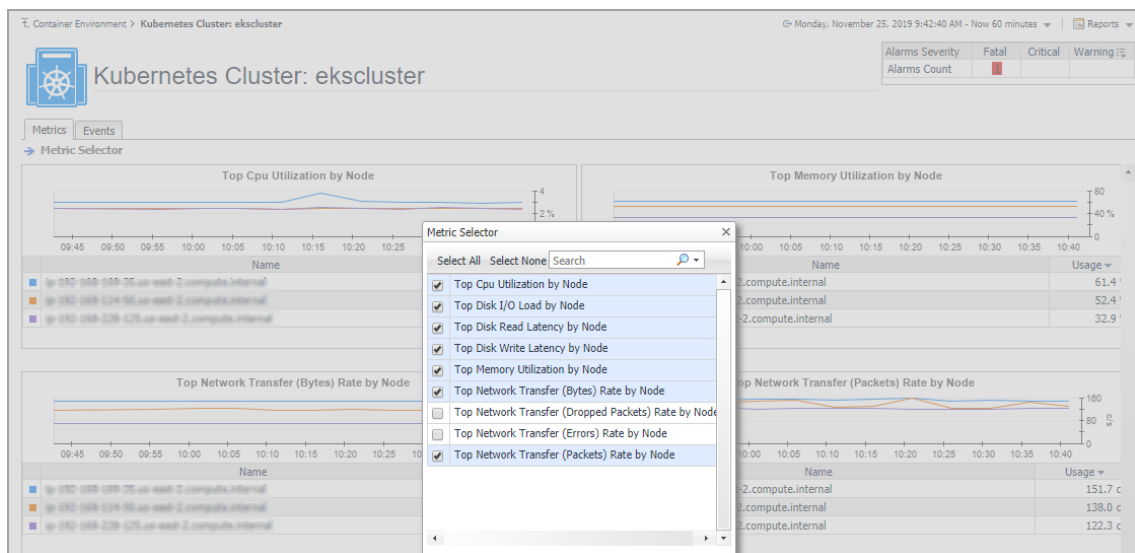 Container Environment > Kubernetes Cluster: ekscluster
Monday, November 25, 2019 9:42:40 AM - Now 60 minutes | Reports
Alarms Severity Fatal Critical Warning
Alarms Count 1
Kubernetes Cluster: ekscluster
Metrics Events
Metric Selector
Top Cpu Utilization by Node
4
2 %
09:45 09:50 09:55 10:00 10:05 10:10 10:15 10:20 10:25
Name
Top Memory Utilization by Node
80
40 %
0
10:00 10:05 10:10 10:15 10:20 10:25 10:30 10:35 10:40
Name Usage
2.compute.internal 61.4
2.compute.internal 52.4
-2.compute.internal 32.9
Metric Selector
Select All Select None Search
Top Cpu Utilization by Node
Top Disk I/O Load by Node
Top Disk Read Latency by Node
Top Disk Write Latency by Node
Top Memory Utilization by Node
Top Network Transfer (Bytes) Rate by Node
Top Network Transfer (Dropped Packets) Rate by Node
Top Network Transfer (Errors) Rate by Node
Top Network Transfer (Packets) Rate by Node
Top Network Transfer (Bytes) Rate by Node
09:45 09:50 09:55 10:00 10:05 10:10 10:15 10:20 10:25 10
Name
op Network Transfer (Packets) Rate by Node
160
80 c/s
0
10:00 10:05 10:10 10:15 10:20 10:25 10:30 10:35 10:40
Name Usage
-2.compute.internal 151.7 c
2.compute.internal 138.0 c
2.compute.internal 122.3 c